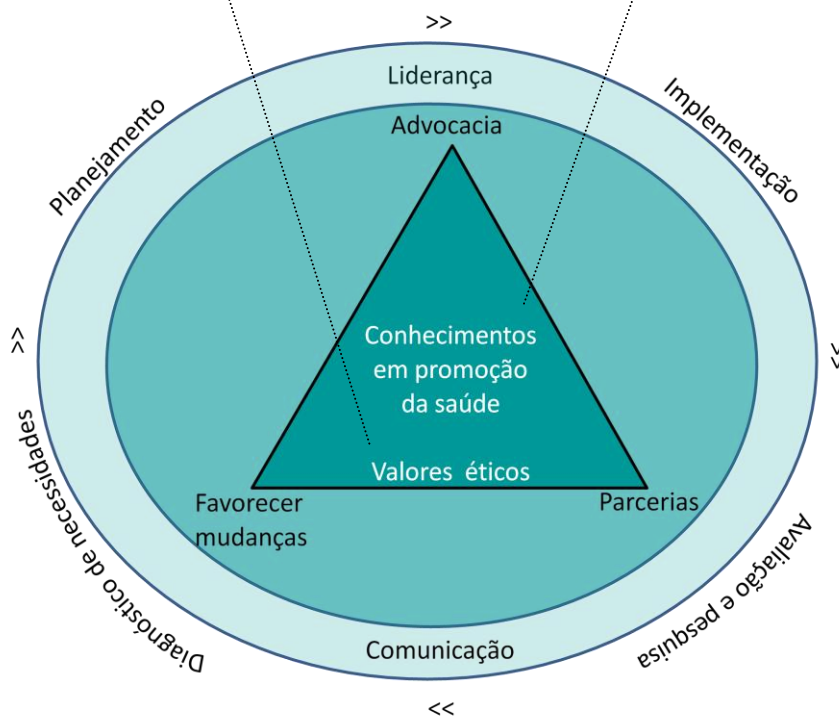 >>
Liderança
Advocacia
Planejamento
Implementação
Conhecimentos
em promoção
da saúde
Valores éticos
Favorecer
mudanças
Parcerias
<<
>>
Diagnóstico de necessidades
Avaliação e pesquisa
Comunicação
<<